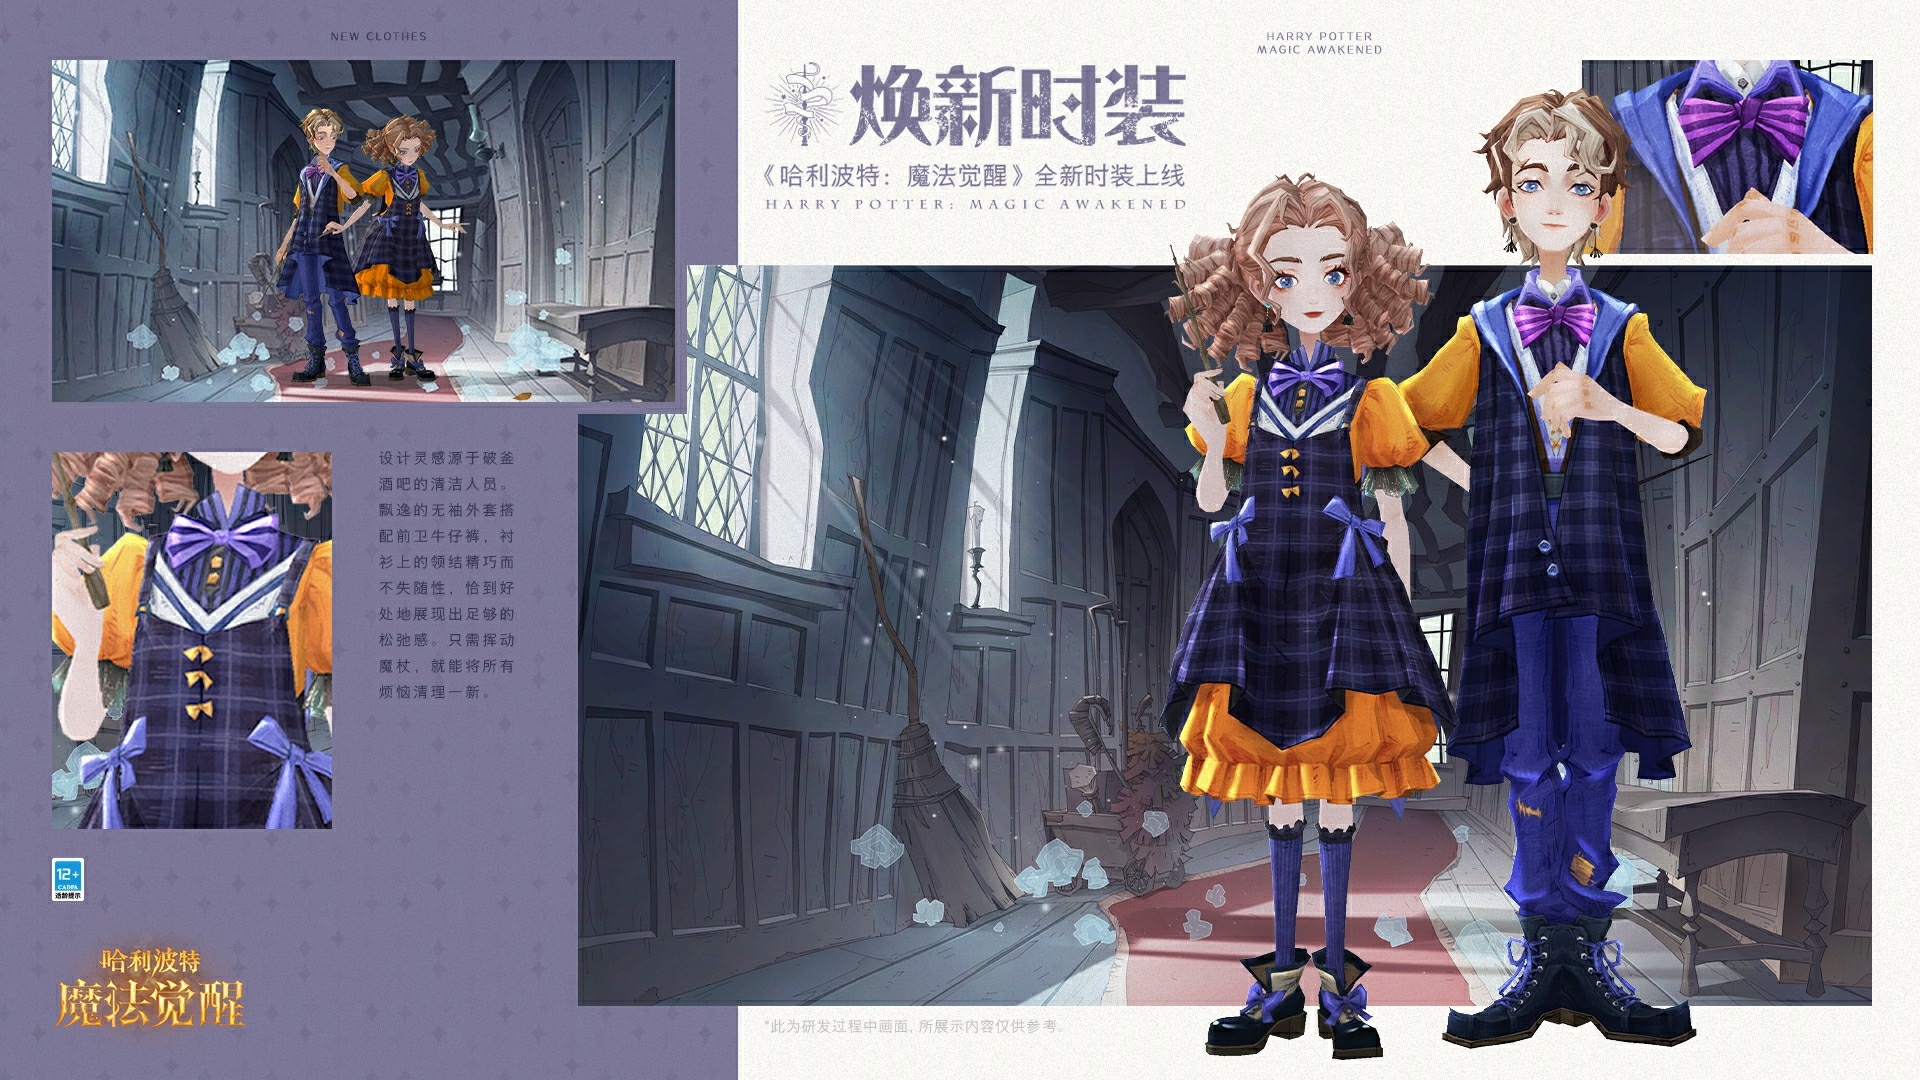 NEW CLOTHES
HARRY POTTER
MAGIC AWAKENED
焕新时装
《哈利波特：魔法觉醒》全新时装上线
HARRY POTTER: MAGIC AWAKENED
设计灵感源于破釜
酒吧的清洁人员。
飘逸的无袖外套搭
配前卫牛仔裤，衬
衫上的领结精巧而
不失随性，恰到好
处地展现出足够的
松弛感。只需挥动
魔杖，就能将所有
烦恼清理一新。
12+
CADPA
适龄提示
哈利波特
魔法觉醒
*此为研发过程中画面，所展示内容仅供参考。